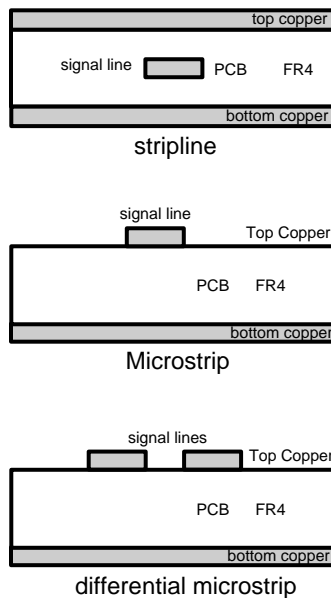 top copper
signal line PCB FR4
bottom copper
stripline
signal line
Top Copper
PCB FR4
bottom copper
Microstrip
signal lines
Top Copper
PCB FR4
bottom copper
differential microstrip